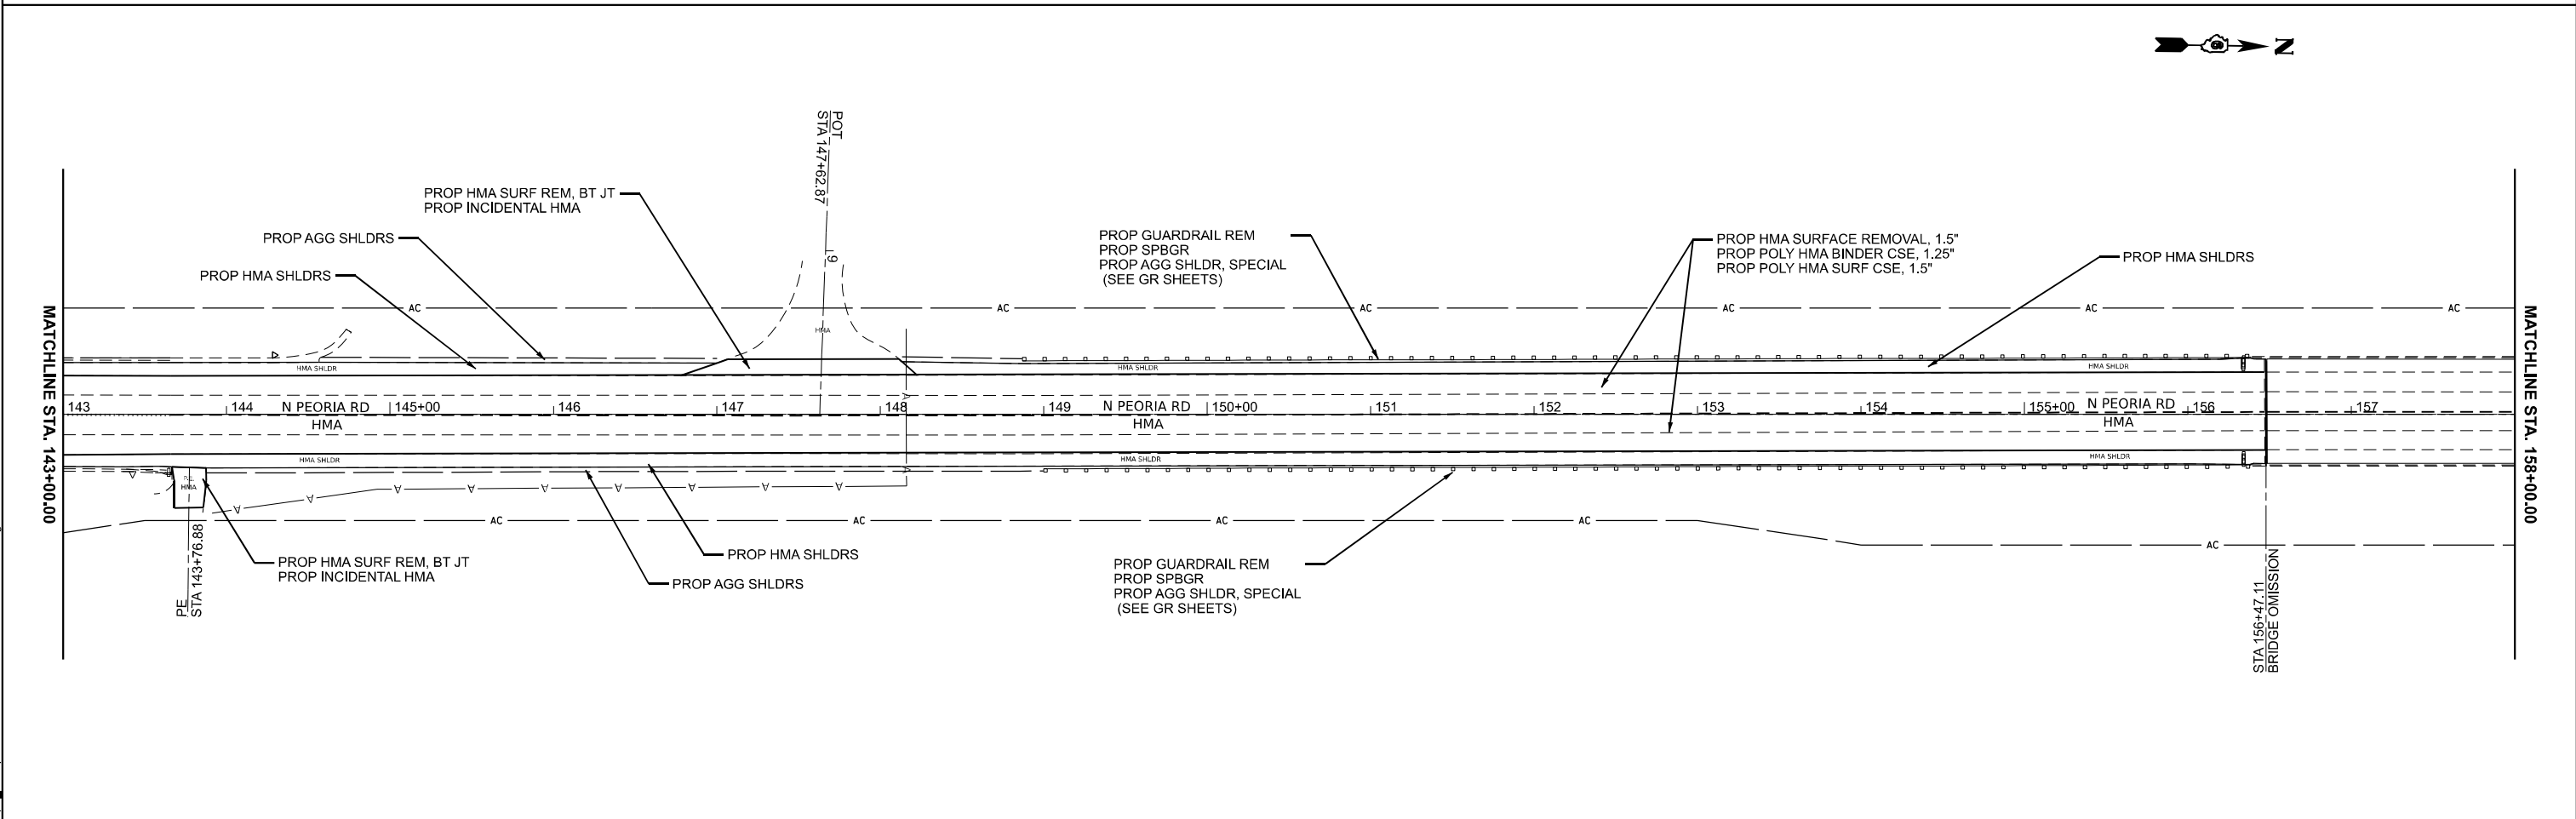 N
POT
STA 147+62.87
19
PROP HMA SURF REM, BT JT
PROP INCIDENTAL HMA
PROP AGG SHLDRS
PROP HMA SHLDRS
PROP GUARDRAIL REM
PROP SPBGR
PROP AGG SHLDR, SPECIAL
(SEE GR SHEETS)
PROP HMA SURFACE REMOVAL, 1.5"
PROP POLY HMA BINDER CSE, 1.25"
PROP POLY HMA SURF CSE, 1.5"
PROP HMA SHLDRS
MATCHLINE STA. 143+00.00
MATCHLINE STA. 158+00.00
AC AC AC AC AC AC AC
HMA
HMA SHLDR HMA SHLDR HMA SHLDR
143 144 N PEORIA RD 145+00 146 147 148 149 N PEORIA RD 150+00 151 152 153 154 155+00 N PEORIA RD 156 157
HMA HMA HMA
HMA SHLDR HMA SHLDR HMA SHLDR
HMA
A A A A A A A A A
AC AC AC AC AC
PE
STA 143+76.88
PROP HMA SURF REM, BT JT
PROP INCIDENTAL HMA
PROP HMA SHLDRS
PROP AGG SHLDRS
PROP GUARDRAIL REM
PROP SPBGR
PROP AGG SHLDR, SPECIAL
(SEE GR SHEETS)
STA 156+47.11
BRIDGE OMISSION